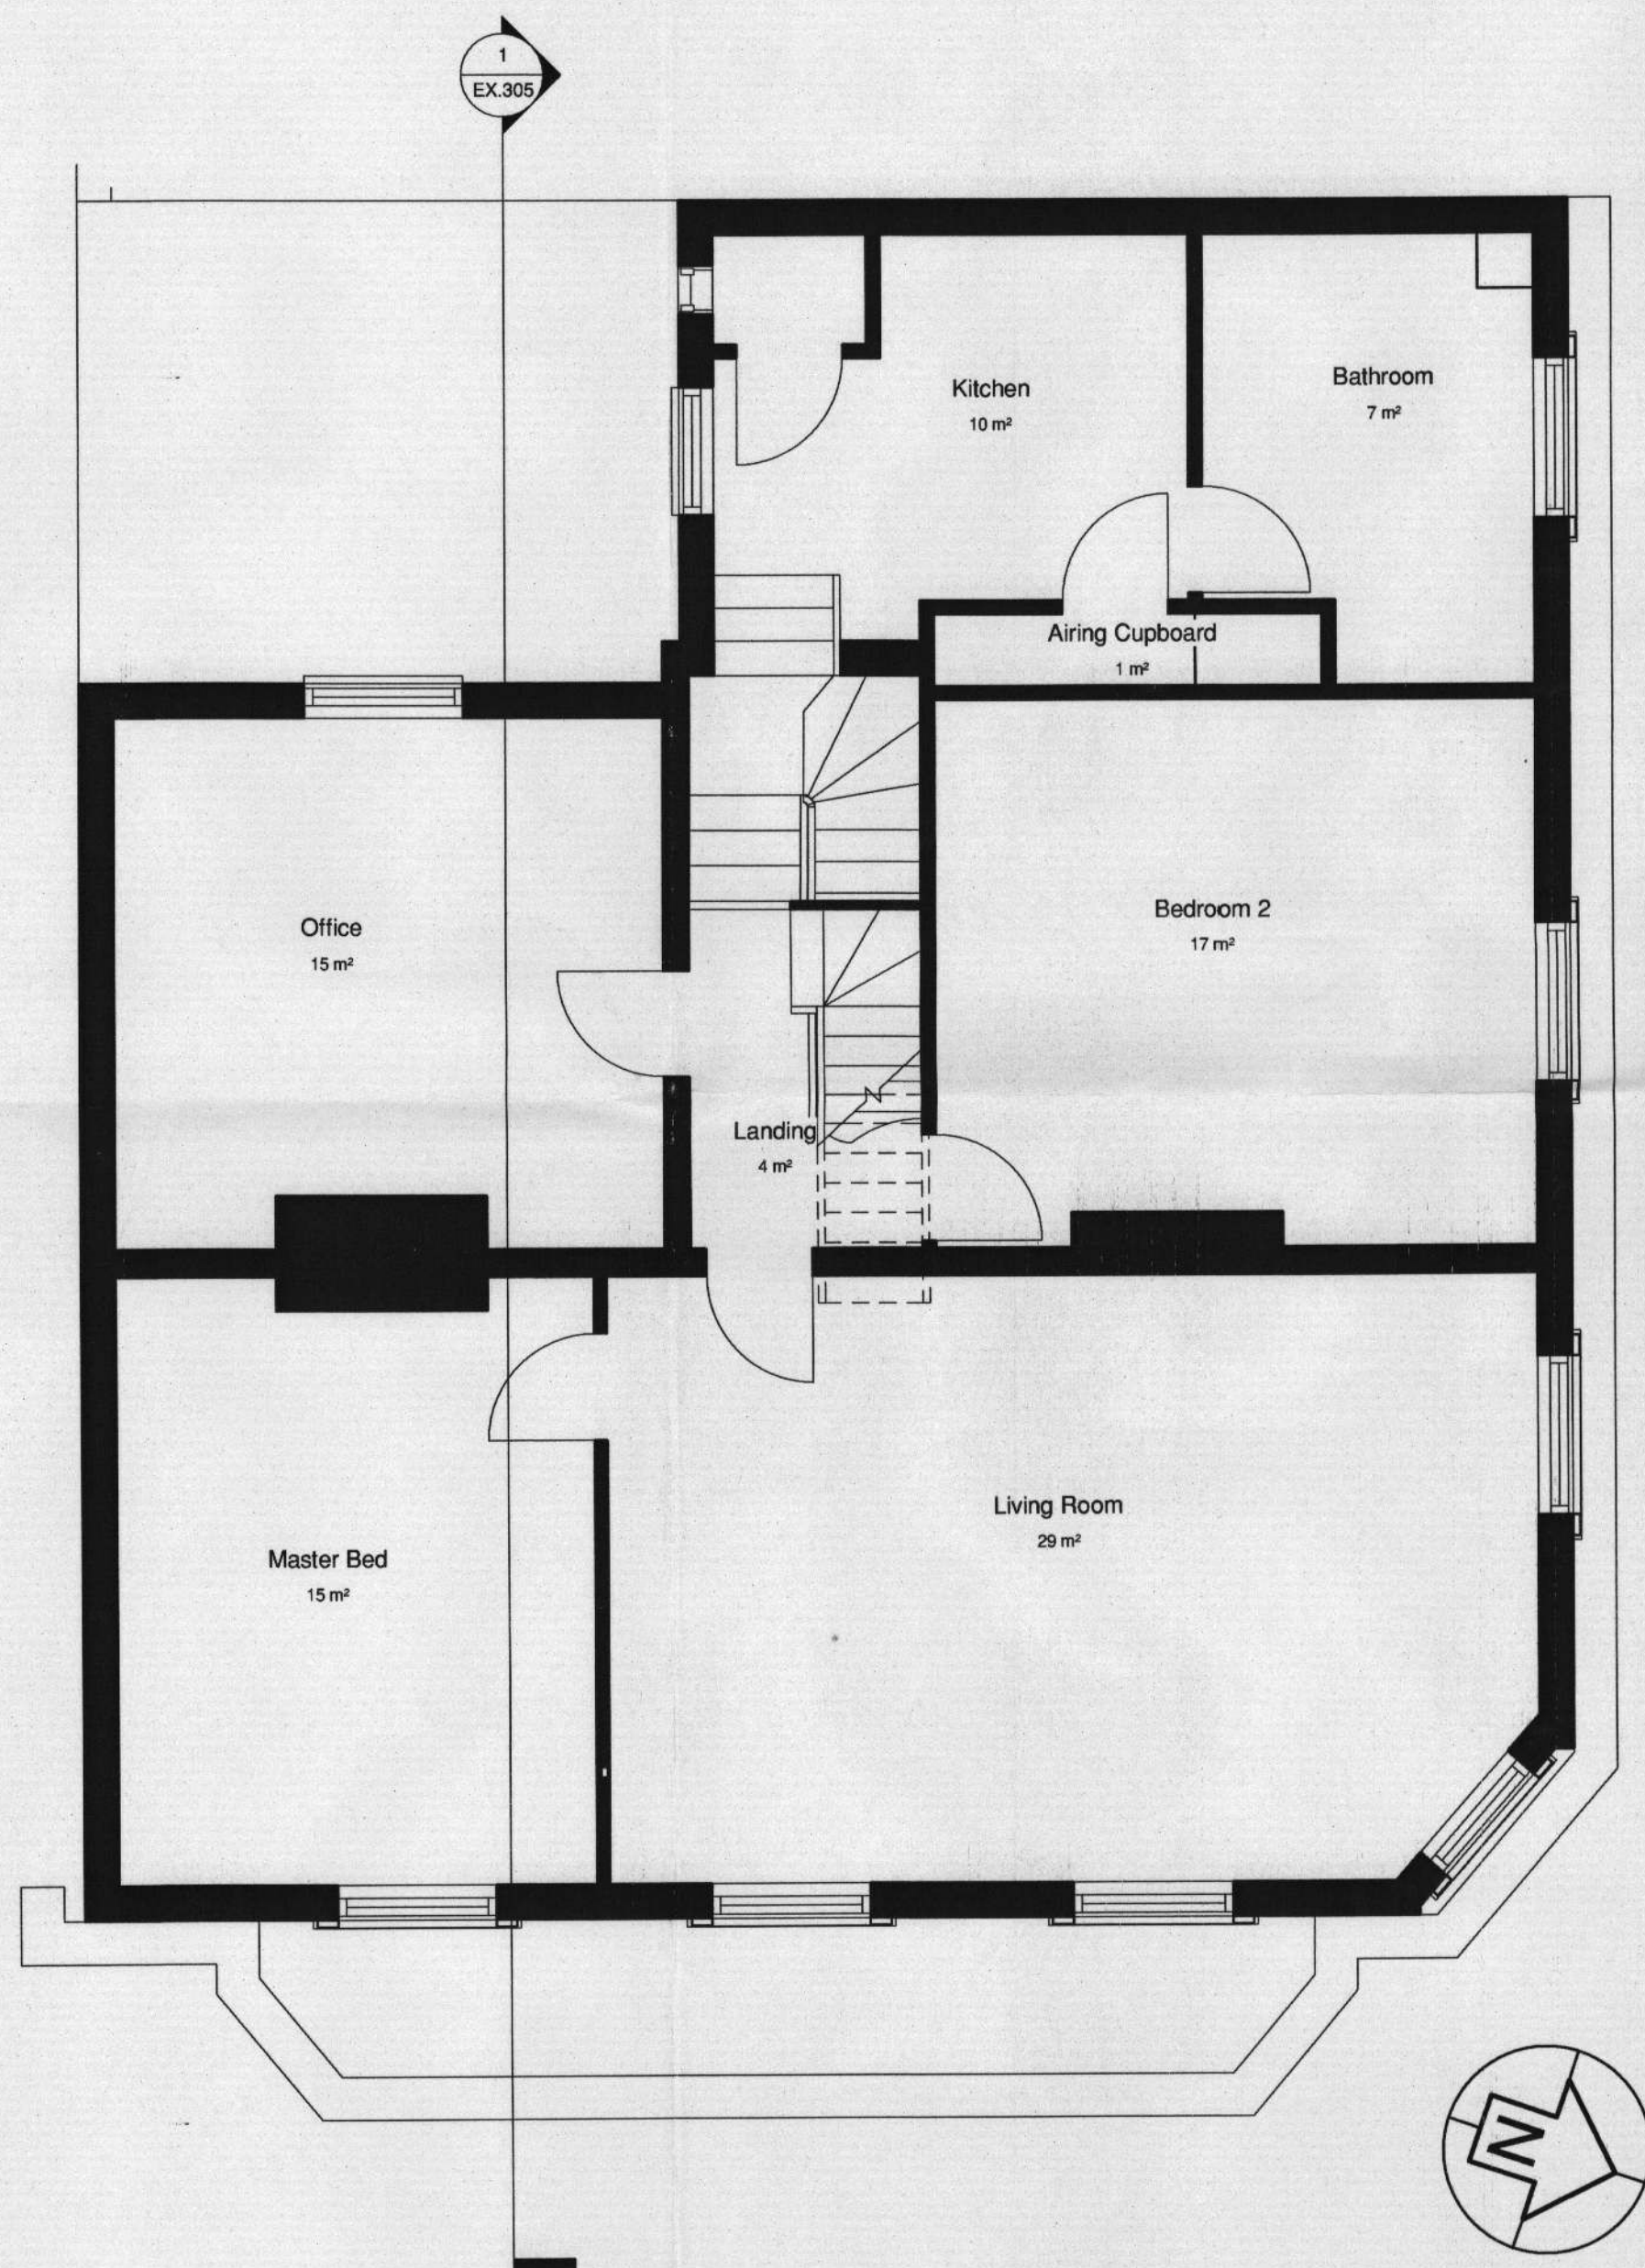 1
EX.305
Kitchen
10 m²
Bathroom
7 m²
Airing Cupboard
1 m²
Office
15 m²
Bedroom 2
17 m²
Landing
4 m²
Living Room
29 m²
Master Bed
15 m²
N